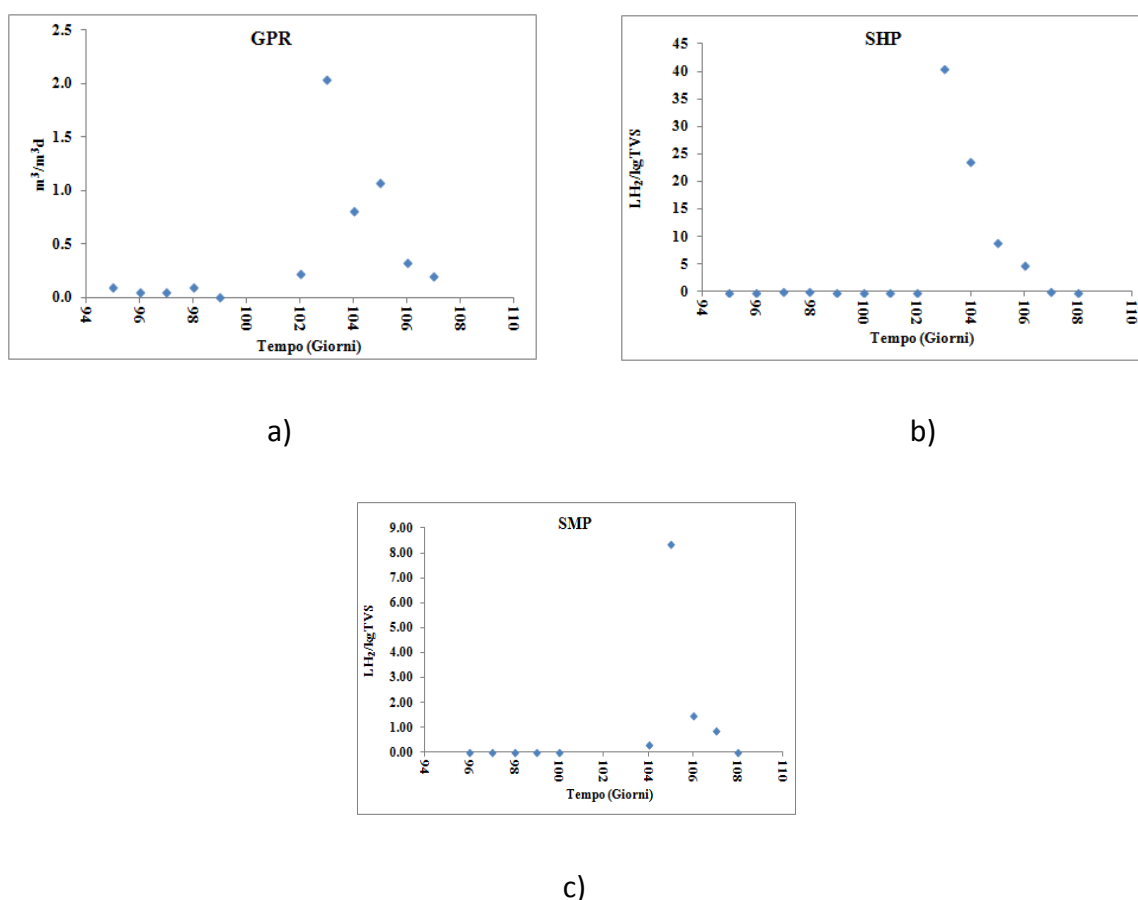 GPR
m³/m³d
2.5
2.0
1.5
1.0
0.5
0.0
94 96 98 100 102 104 106 108 110
Tempo (Giorni)
a)
SHP
LH₂/kgTVS
45
40
35
30
25
20
15
10
5
0
94 96 98 100 102 104 106 108 110
Tempo (Giorni)
b)
SMP
LH₂/kgTVS
9.00
8.00
7.00
6.00
5.00
4.00
3.00
2.00
1.00
0.00
94 96 98 100 102 104 106 108 110
Tempo (Giorni)
c)